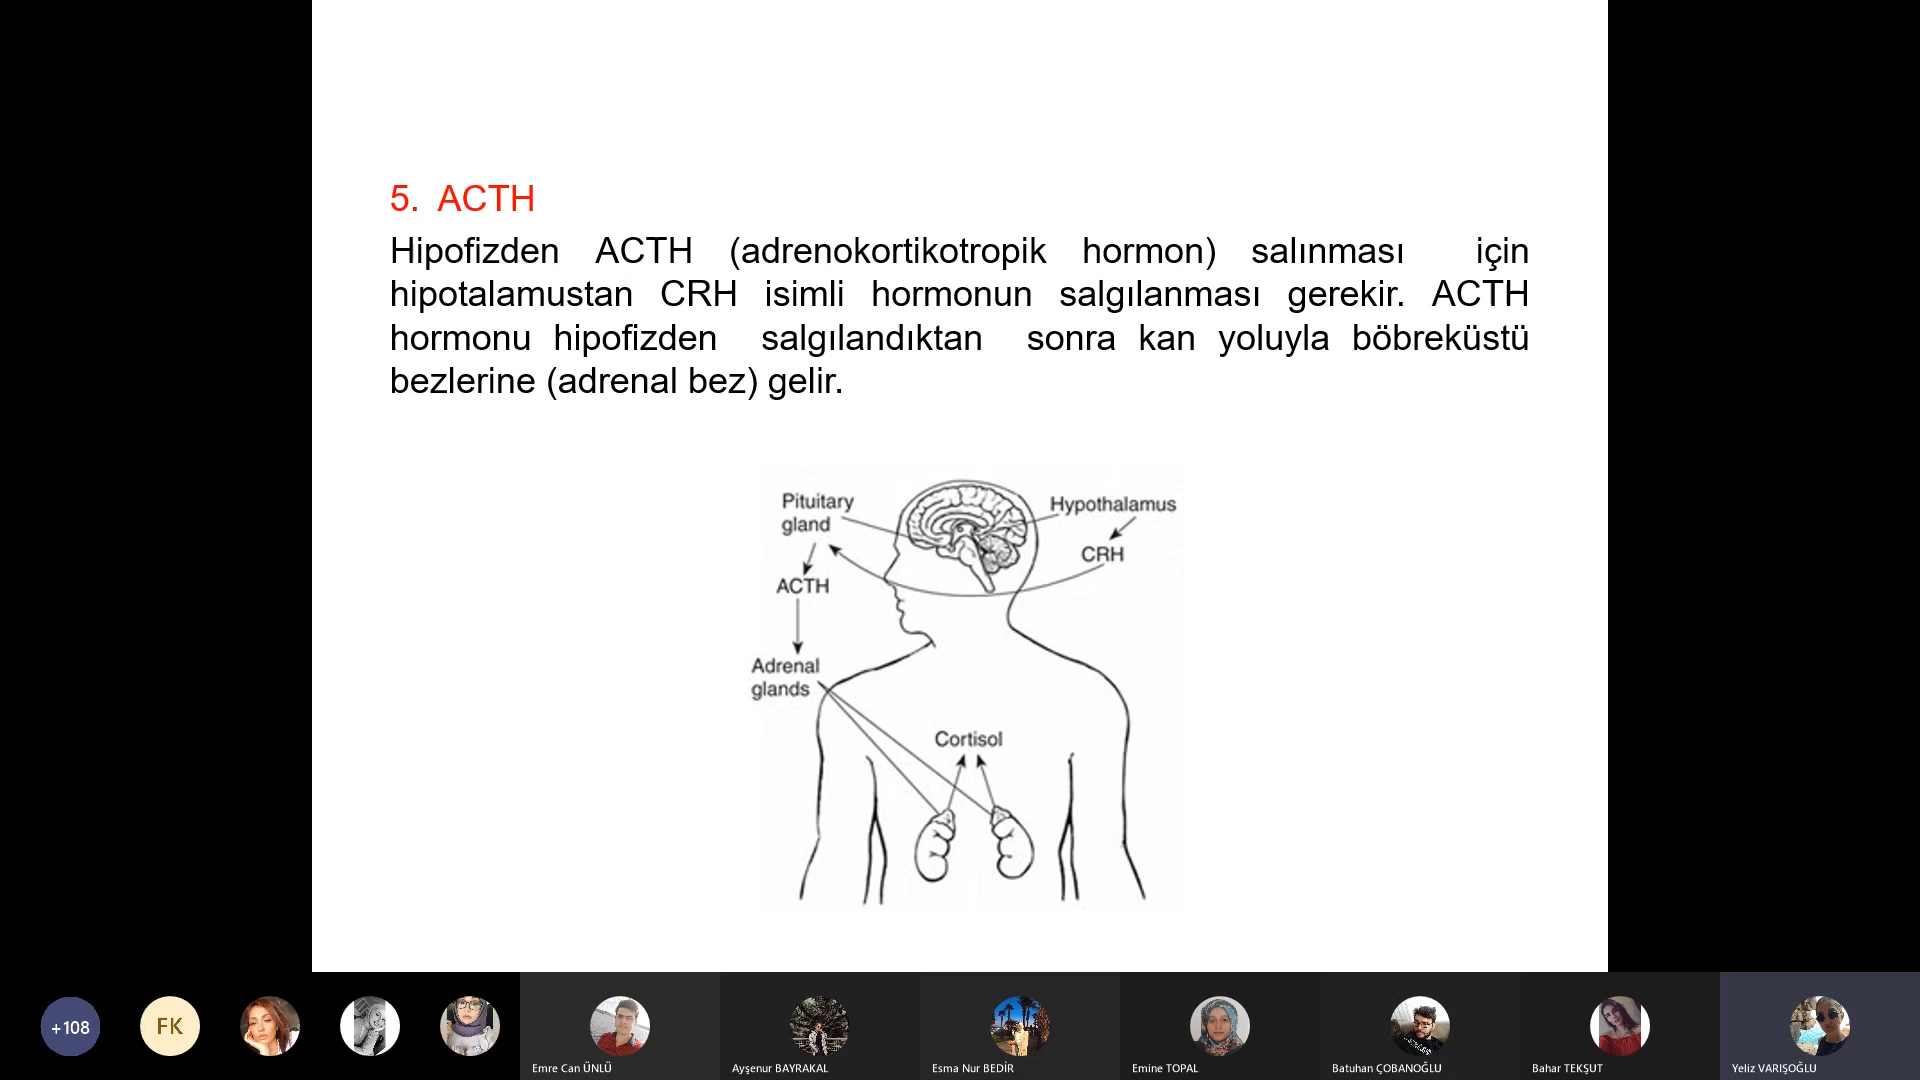 5. ACTH
Hipofizden ACTH (adrenokortikotropik hormon) salınması için
hipotalamustan CRH isimli hormonun salgılanması gerekir. ACTH
hormonu hipofizden salgılandıktan sonra kan yoluyla böbreküstü
bezlerine (adrenal bez) gelir.
Pituitary
gland
Hypothalamus
CRH
ACTH
Adrenal
glands
Cortisol
+108
FK
Emre Can ÜNLÜ
Ayşenur BAYRAKAL
Esma Nur BEDİR
Emine TOPAL
Batuhan ÇOBANOĞLU
Bahar TEKŞUT
Yeliz VARIŞOĞLU